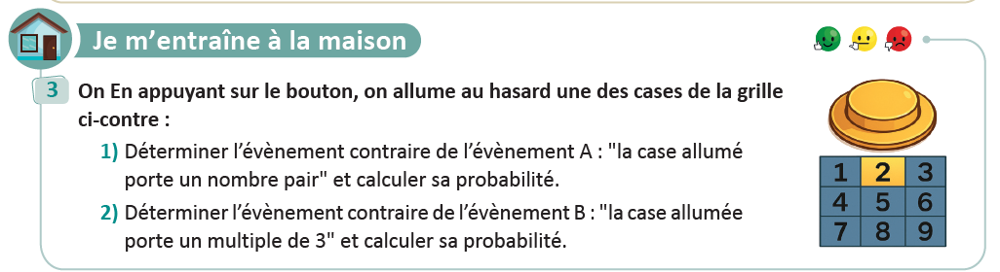 Je m'entraîne à la maison
3 On En appuyant sur le bouton, on allume au hasard une des cases de la grille
ci-contre :
1) Déterminer l'évènement contraire de l'évènement A : "la case allumé
porte un nombre pair" et calculer sa probabilité.
2) Déterminer l'évènement contraire de l'évènement B : "la case allumée
porte un multiple de 3" et calculer sa probabilité.
1 2 3
4 5 6
7 8 9